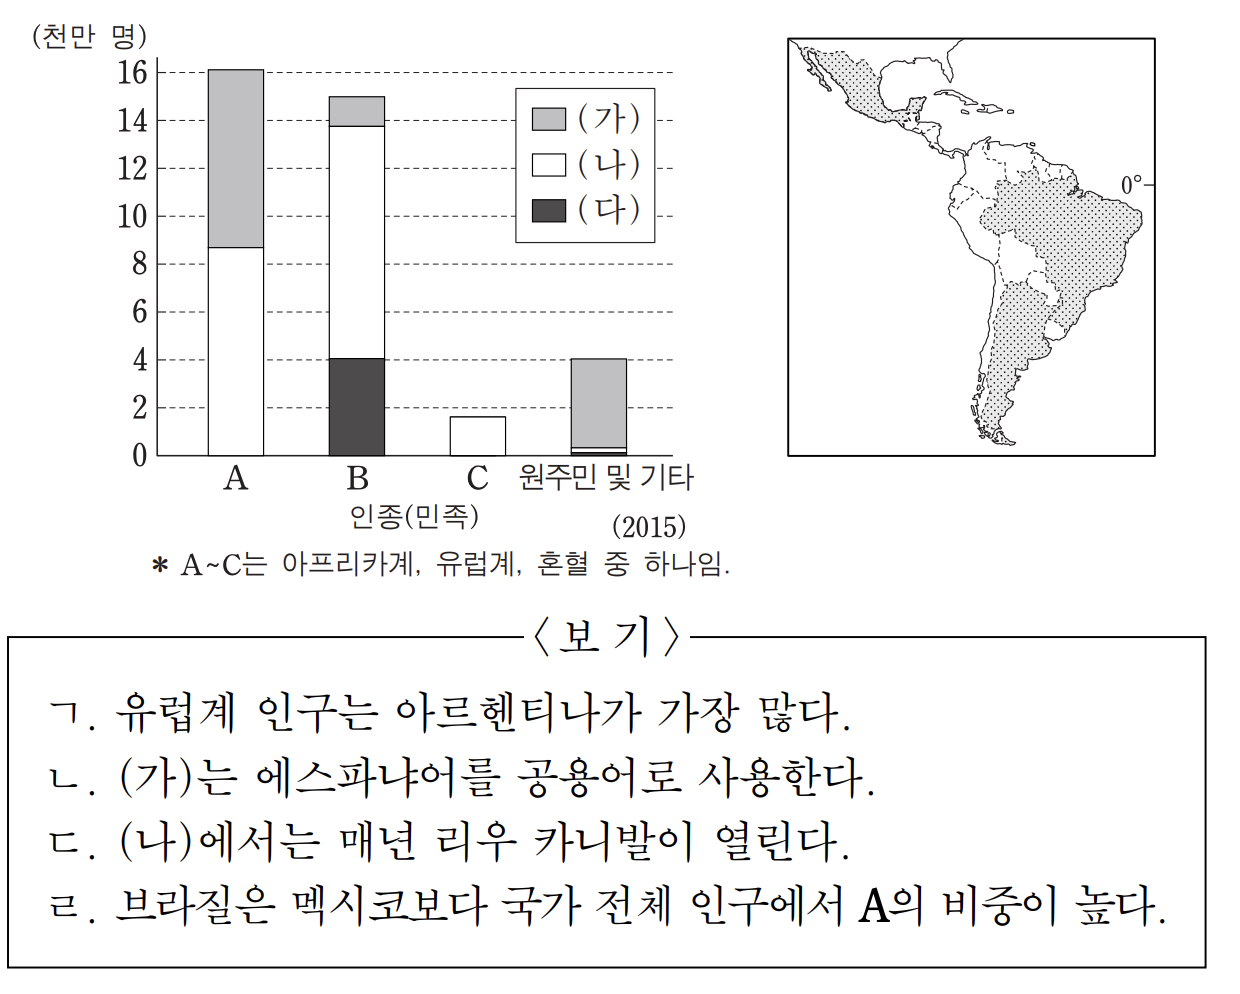 (천만 명)
16
14
12
10
8
6
4
2
0
(가)
(나)
(다)
A B C 원주민 및 기타
인종(민족)
(2015)
* A~C는 아프리카계, 유럽계, 혼혈 중 하나임.
0°
<보 기>
ㄱ. 유럽계 인구는 아르헨티나가 가장 많다.
ㄴ. (가)는 에스파냐어를 공용어로 사용한다.
ㄷ. (나)에서는 매년 리우 카니발이 열린다.
ㄹ. 브라질은 멕시코보다 국가 전체 인구에서 A의 비중이 높다.